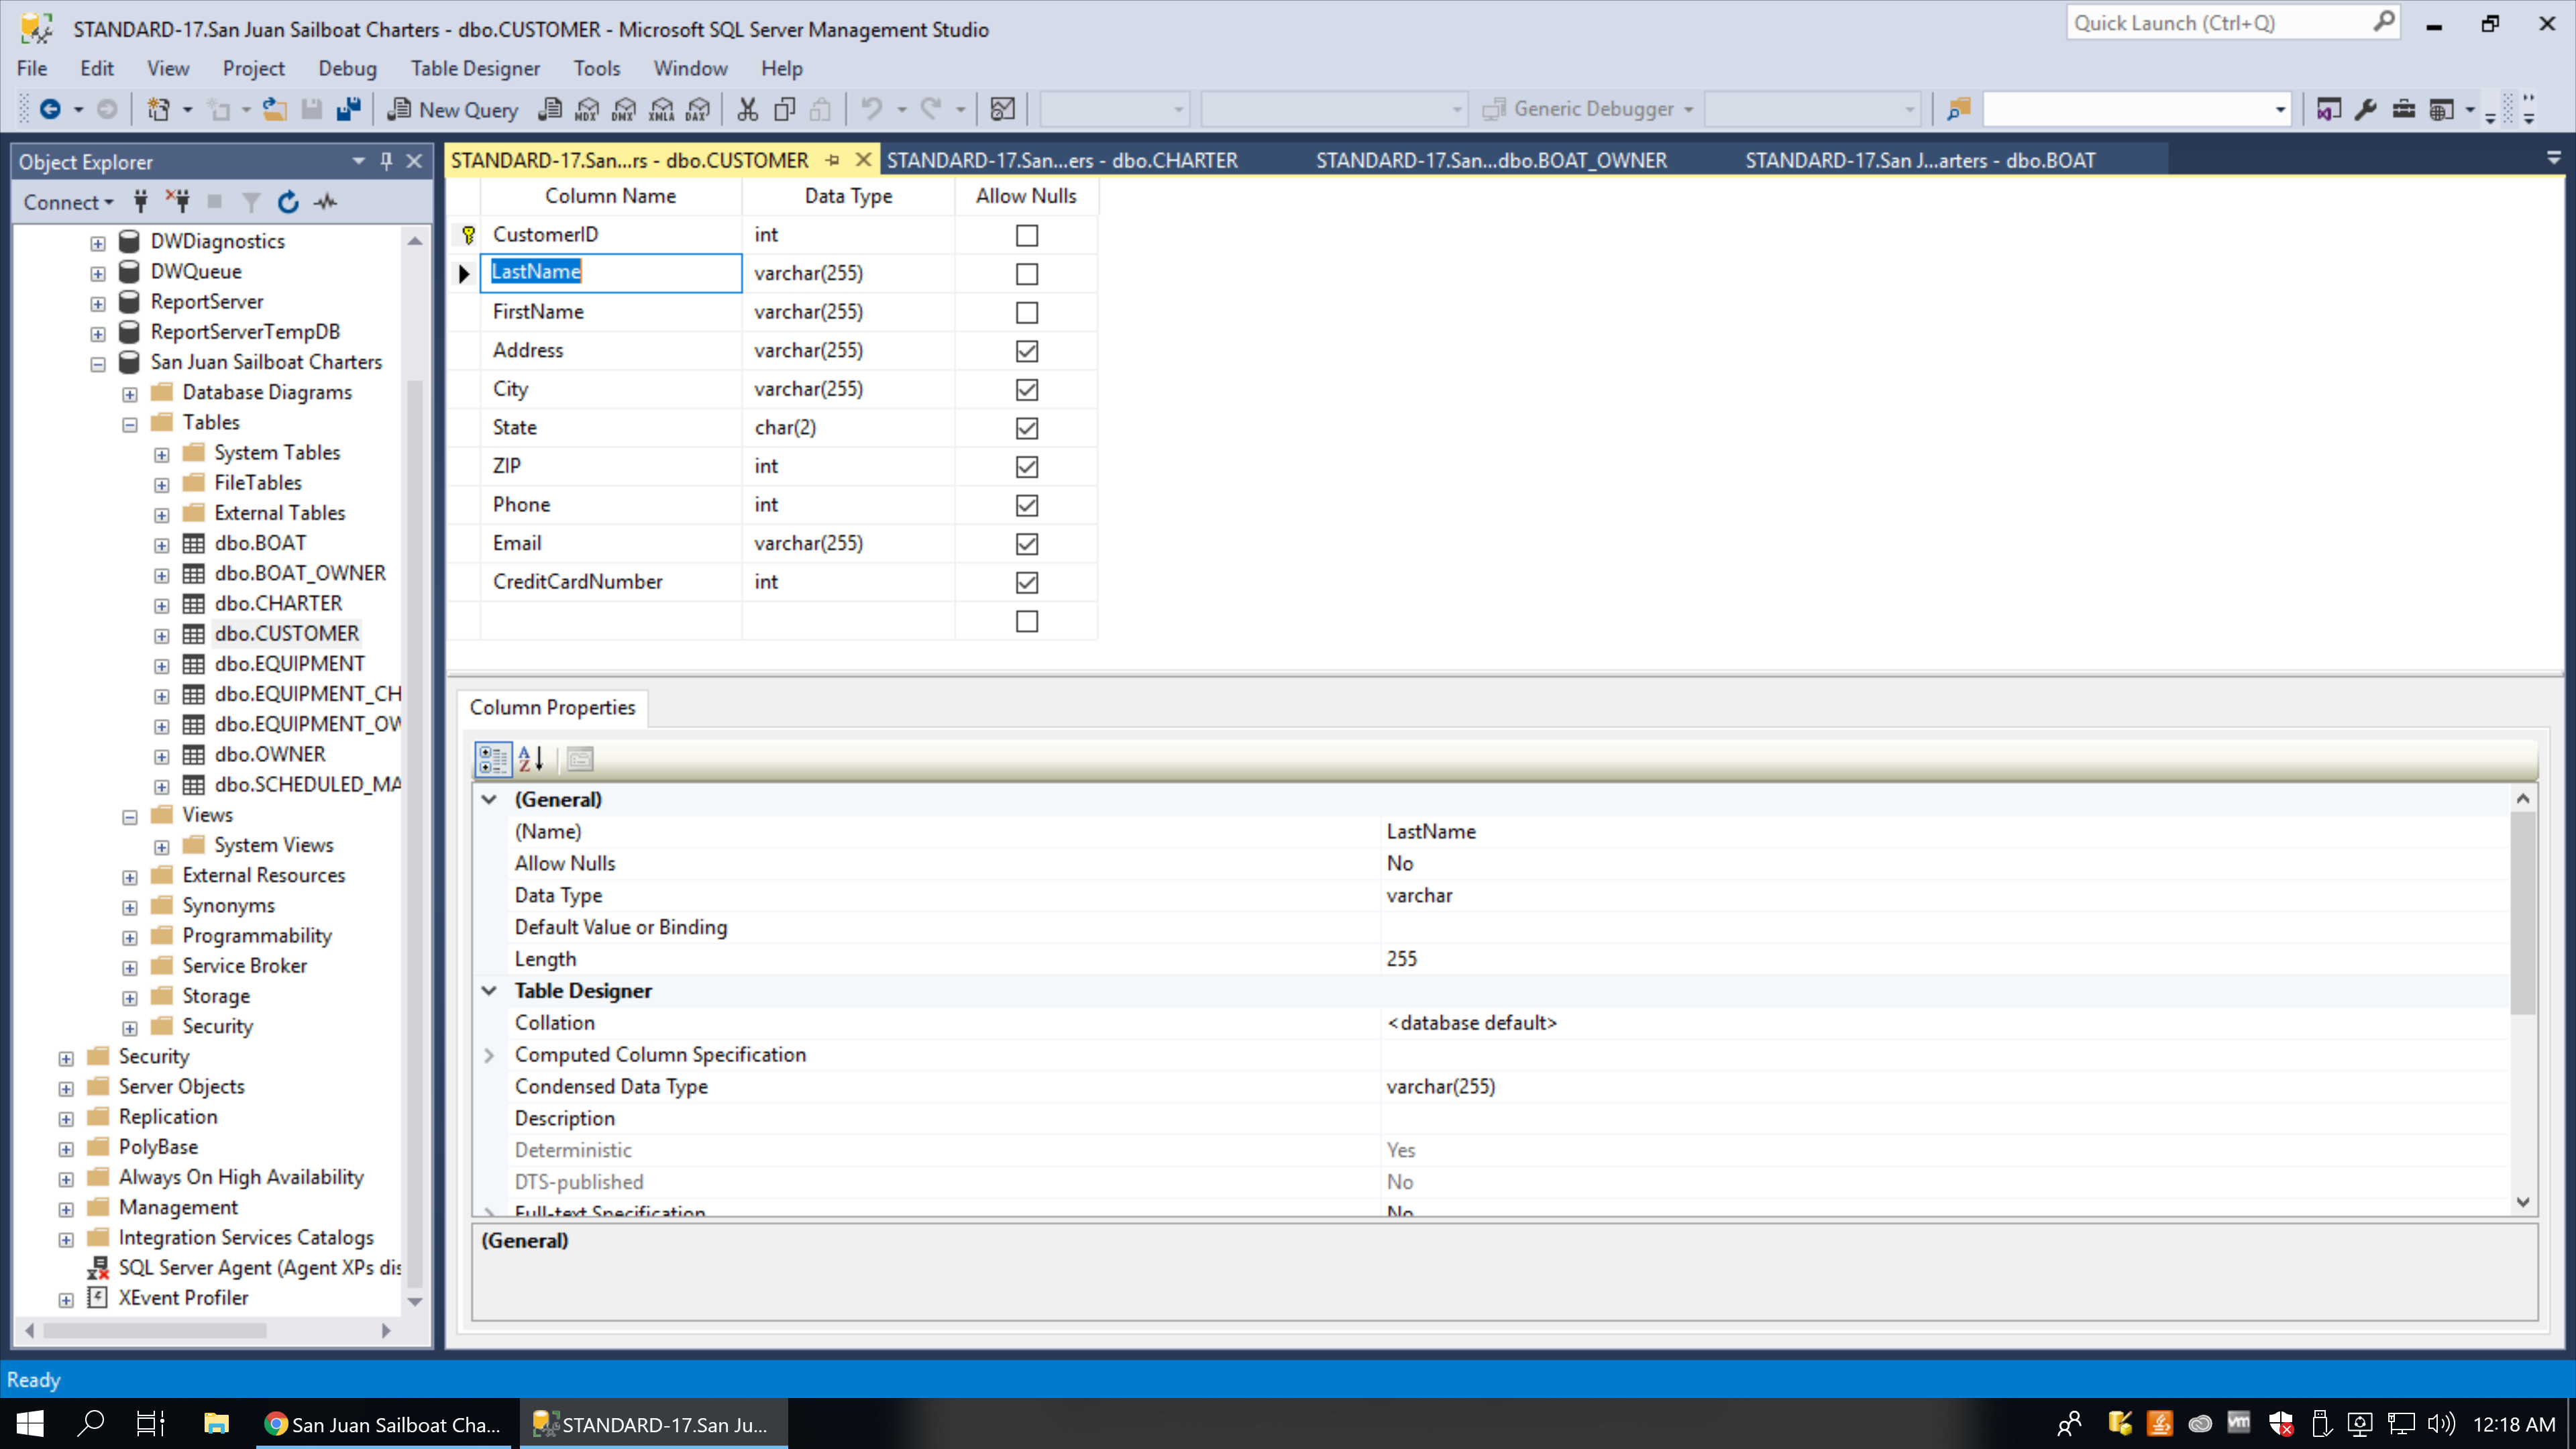 STANDARD-17.San Juan Sailboat Charters - dbo.CUSTOMER - Microsoft SQL Server Management Studio
Quick Launch (Ctrl+Q)
File Edit View Project Debug Table Designer Tools Window Help
New Query MDX DMX XMLA DAX Generic Debugger
Object Explorer
Connect
DWDiagnostics
DWQueue
ReportServer
ReportServerTempDB
San Juan Sailboat Charters
Database Diagrams
Tables
System Tables
FileTables
External Tables
dbo.BOAT
dbo.BOAT_OWNER
dbo.CHARTER
dbo.CUSTOMER
dbo.EQUIPMENT
dbo.EQUIPMENT_CH
dbo.EQUIPMENT_OW
dbo.OWNER
dbo.SCHEDULED_MA
Views
System Views
External Resources
Synonyms
Programmability
Service Broker
Storage
Security
Security
Server Objects
Replication
PolyBase
Always On High Availability
Management
Integration Services Catalogs
SQL Server Agent (Agent XPs dis
XEvent Profiler
STANDARD-17.San...rs - dbo.CUSTOMER
STANDARD-17.San...ers - dbo.CHARTER
STANDARD-17.San...dbo.BOAT_OWNER
STANDARD-17.San J...arters - dbo.BOAT
Column Name Data Type Allow Nulls
CustomerID int
LastName varchar(255)
FirstName varchar(255)
Address varchar(255)
City varchar(255)
State char(2)
ZIP int
Phone int
Email varchar(255)
CreditCardNumber int
Column Properties
(General)
(Name) LastName
Allow Nulls No
Data Type varchar
Default Value or Binding
Length 255
Table Designer
Collation <database default>
Computed Column Specification
Condensed Data Type varchar(255)
Description
Deterministic Yes
DTS-published No
Full-text Specification No
(General)
Ready
San Juan Sailboat Cha...
STANDARD-17.San Ju...
vm
12:18 AM